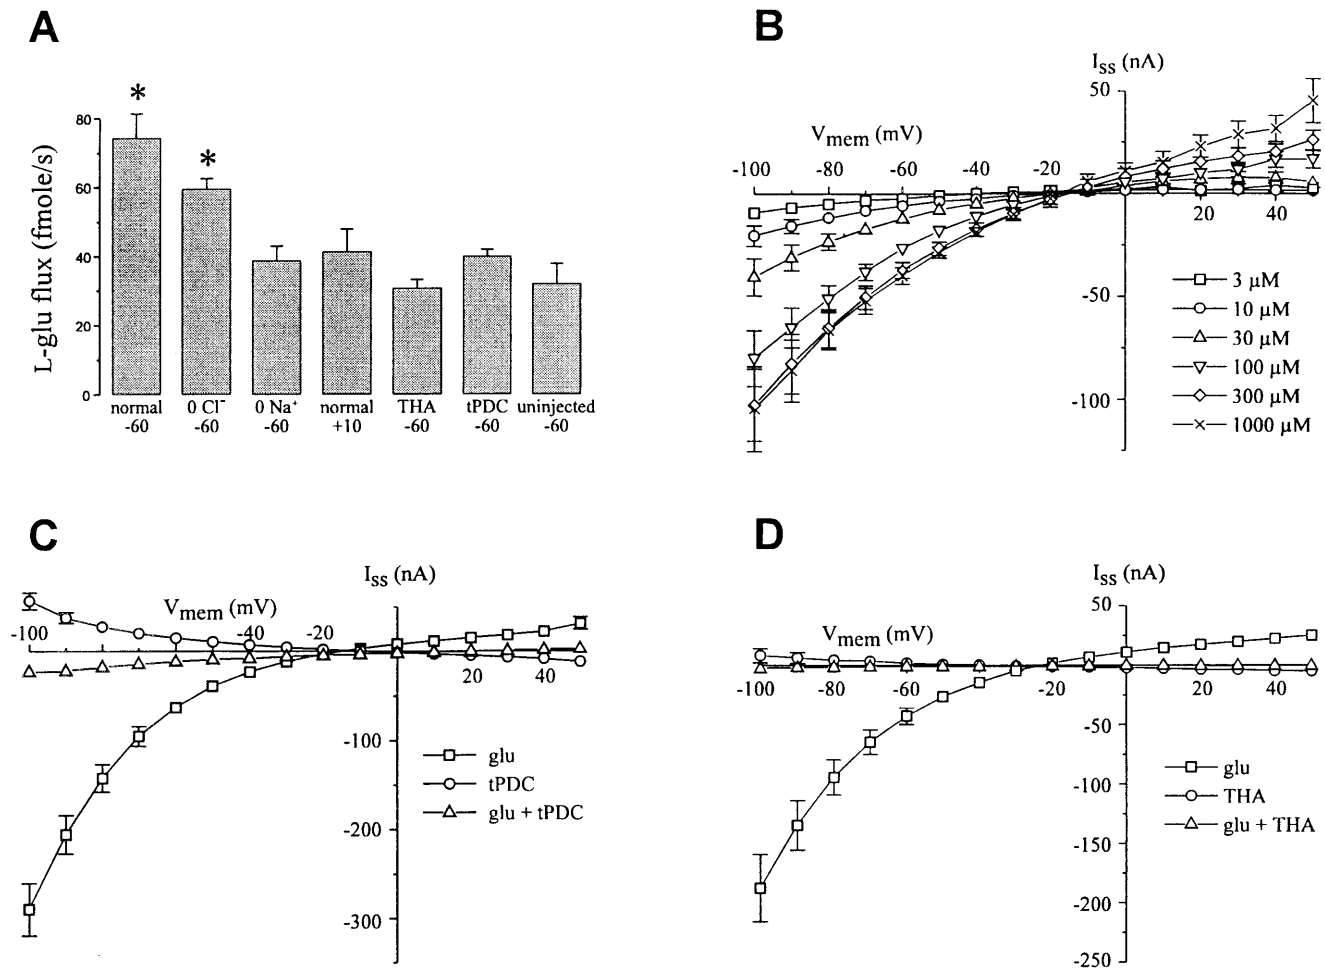 A
L-glu flux (fmole/s)
80
60
40
20
0
*
*
normal 0 Cl⁻ 0 Na⁺ normal THA tPDC uninjected
-60 -60 -60 +10 -60 -60 -60
B
Iss (nA)
50
Vmem (mV)
-100 -80 -60 -40 -20
20 40
-50
-100
3 µM
10 µM
30 µM
100 µM
300 µM
1000 µM
C
Iss (nA)
Vmem (mV)
-100 -40 -20
20 40
-100
-200
-300
glu
tPDC
glu + tPDC
D
Iss (nA)
50
Vmem (mV)
-100 -80 -60 -20 20 40
-50
-100
-150
-200
-250
glu
THA
glu + THA